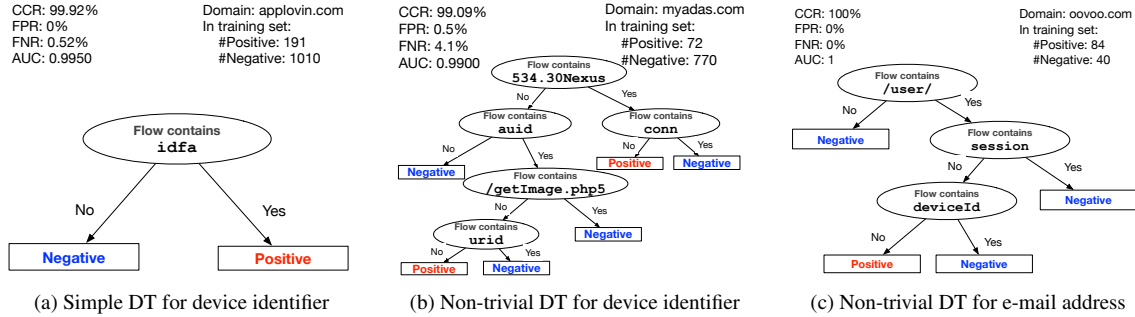 CCR: 99.92%
FPR: 0%
FNR: 0.52%
AUC: 0.9950
Domain: applovin.com
In training set:
#Positive: 191
#Negative: 1010
Flow contains
idfa
No
Yes
Negative
Positive
(a) Simple DT for device identifier
CCR: 99.09%
FPR: 0.5%
FNR: 4.1%
AUC: 0.9900
Domain: myadas.com
In training set:
#Positive: 72
#Negative: 770
Flow contains
534.30Nexus
No
Yes
Flow contains
auid
Flow contains
conn
No
Yes
No
Yes
Negative
Positive
Negative
Flow contains
/getImage.php5
No
Yes
Flow contains
urid
Negative
No
Yes
Positive
Negative
(b) Non-trivial DT for device identifier
CCR: 100%
FPR: 0%
FNR: 0%
AUC: 1
Domain: oovoo.com
In training set:
#Positive: 84
#Negative: 40
Flow contains
/user/
No
Yes
Negative
Flow contains
session
No
Yes
Flow contains
deviceId
Negative
No
Yes
Positive
Negative
(c) Non-trivial DT for e-mail address